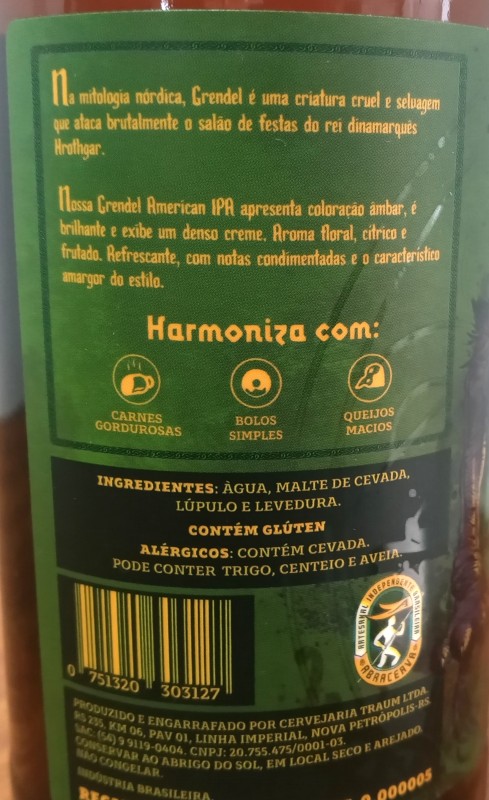 Na mitologia nórdica, Grendel é uma criatura cruel e selvagem
que ataca brutalmente o salão de festas do rei dinamarquês
Hrothgar.
Nossa Grendel American IPA apresenta coloração âmbar, é
brilhante e exibe um denso creme. Aroma floral, cítrico e
frutado. Refrescante, com notas condimentadas e o característico
amargor do estilo.
Harmoniza com:
CARNES
GORDUROSAS
BOLOS
SIMPLES
QUEIJOS
MACIOS
INGREDIENTES: ÀGUA, MALTE DE CEVADA,
LÚPULO E LEVEDURA.
CONTÉM GLÚTEN
ALÉRGICOS: CONTÉM CEVADA.
PODE CONTER TRIGO, CENTEIO E AVEIA.
ARTESANAL INDEPENDENTE BRASILEIRA
ABRACERVA
0 751320 303127
PRODUZIDO E ENGARRAFADO POR CERVEJARIA TRAUM LTDA.
RS 235, KM 06, PAV 01, LINHA IMPERIAL, NOVA PETRÓPOLIS-RS.
SAC: (54) 9 9119-0404. CNPJ: 20.755.475/0001-03.
CONSERVAR AO ABRIGO DO SOL, EM LOCAL SECO E AREJADO.
NÃO CONGELAR.
INDÚSTRIA BRASILEIRA.
000005